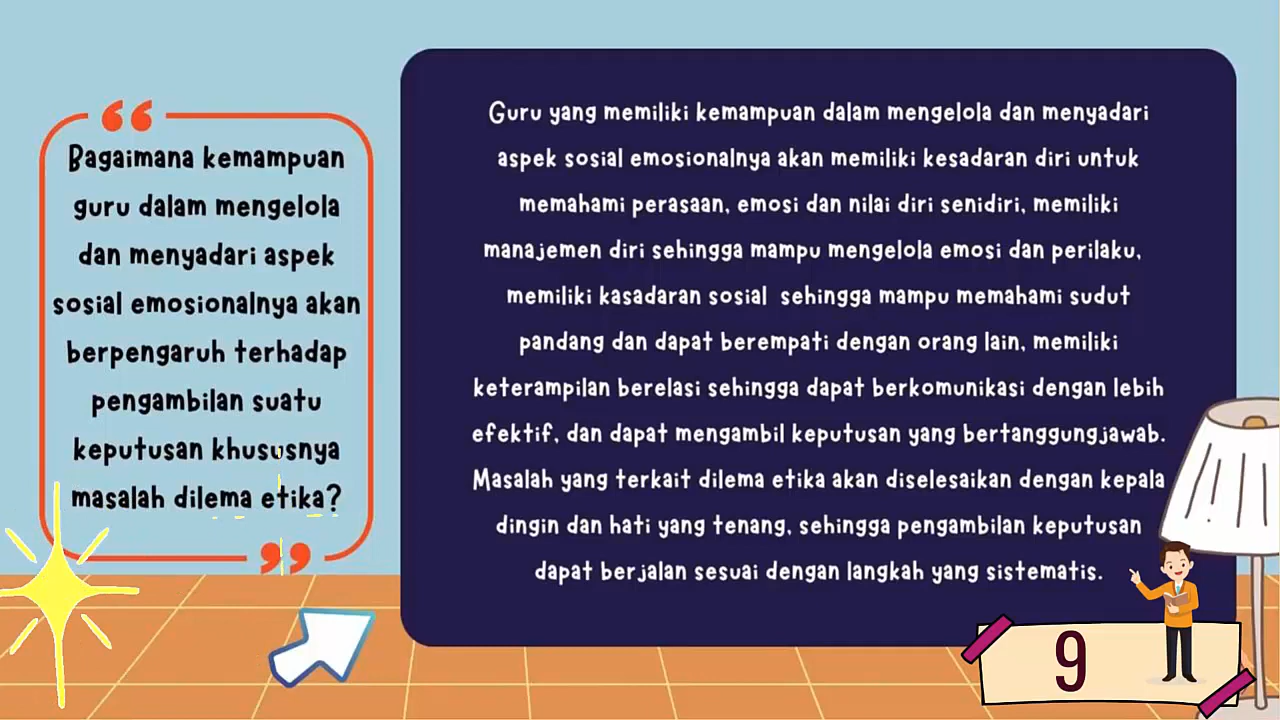 Bagaimana kemampuan
guru dalam mengelola
dan menyadari aspek
sosial emosionalnya akan
berpengaruh terhadap
pengambilan suatu
keputusan khususnya
masalah dilema etika?
Guru yang memiliki kemampuan dalam mengelola dan menyadari
aspek sosial emosionalnya akan memiliki kesadaran diri untuk
memahami perasaan, emosi dan nilai diri senidiri, memiliki
manajemen diri sehingga mampu mengelola emosi dan perilaku,
memiliki kasadaran sosial sehingga mampu memahami sudut
pandang dan dapat berempati dengan orang lain, memiliki
keterampilan berelasi sehingga dapat berkomunikasi dengan lebih
efektif, dan dapat mengambil keputusan yang bertanggungjawab.
Masalah yang terkait dilema etika akan diselesaikan dengan kepala
dingin dan hati yang tenang, sehingga pengambilan keputusan
dapat berjalan sesuai dengan langkah yang sistematis.
9